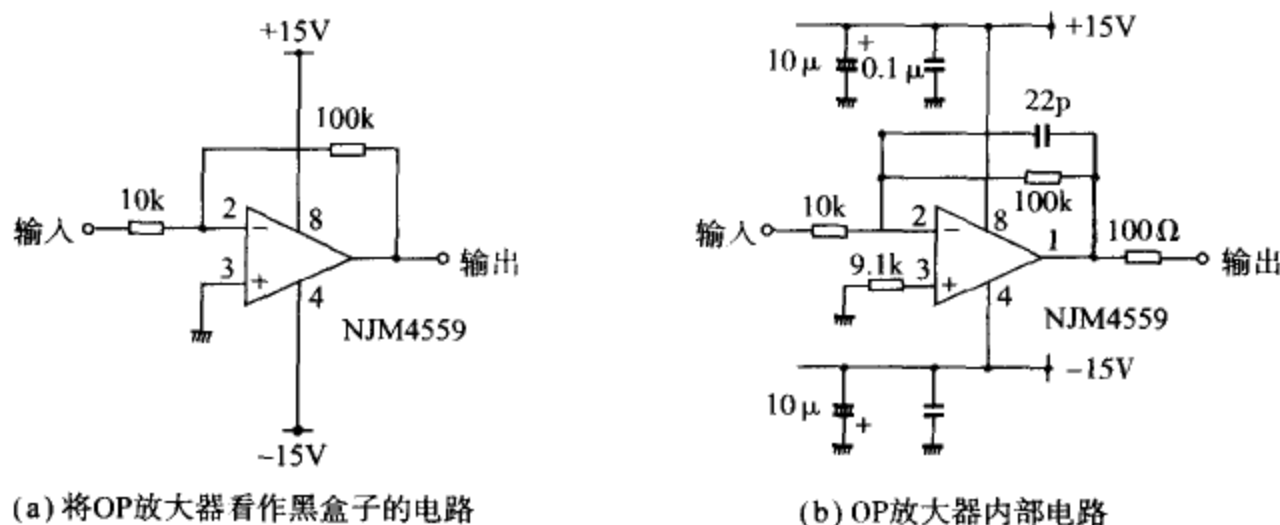 +15V
100k
10k
输入
2
8
3
4
输出
NJM4559
−15V
(a) 将OP放大器看作黑盒子的电路
+15V
10μ
+
0.1μ
22p
100k
10k
输入
2
8
1
100Ω
输出
9.1k
3
4
NJM4559
−15V
10μ
+
(b) OP放大器内部电路